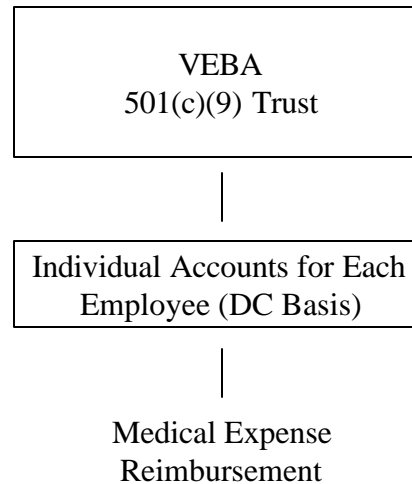 VEBA
501(c)(9) Trust
Individual Accounts for Each
Employee (DC Basis)
Medical Expense
Reimbursement